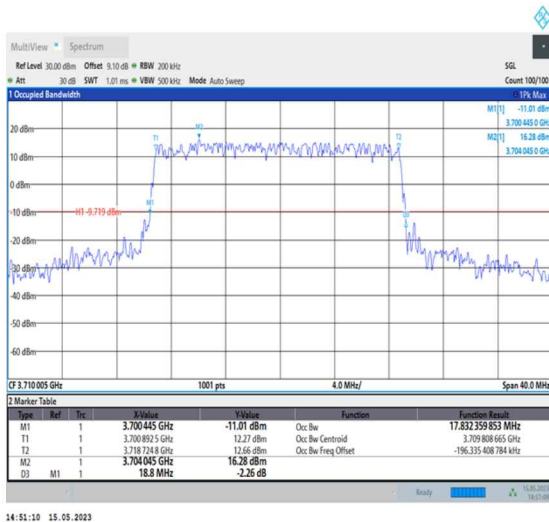 MultiView Spectrum
Ref Level 30.00 dBm Offset 9.10 dB RBW 200 kHz SGL
Att 30 dB SWT 1.01 ms VBW 500 kHz Mode Auto Sweep Count 100/100
1 Occupied Bandwidth 1Pk Max
M1[1] -11.01 dBm
3.700 445 0 GHz
M2[1] 16.28 dBm
3.704 045 0 GHz
M2
T1
T2
20 dBm
10 dBm
0 dBm
M1
-10 dBm H1 -9.719 dBm
-20 dBm
-30 dBm
-40 dBm
-50 dBm
-60 dBm
CF 3.710 005 GHz 1001 pts 4.0 MHz/ Span 40.0 MHz
2 Marker Table
Type Ref Trc X-Value Y-Value Function Function Result
M1 1 3.700 445 GHz -11.01 dBm Occ Bw 17.832 359 853 MHz
T1 1 3.700 892 5 GHz 12.27 dBm Occ Bw Centroid 3.709 808 665 GHz
T2 1 3.718 724 8 GHz 12.66 dBm Occ Bw Freq Offset -196.335 408 784 kHz
M2 1 3.704 045 GHz 16.28 dBm
D3 M1 1 18.8 MHz -2.26 dB
Ready 15.05.2023
14:51:09
14:51:10 15.05.2023